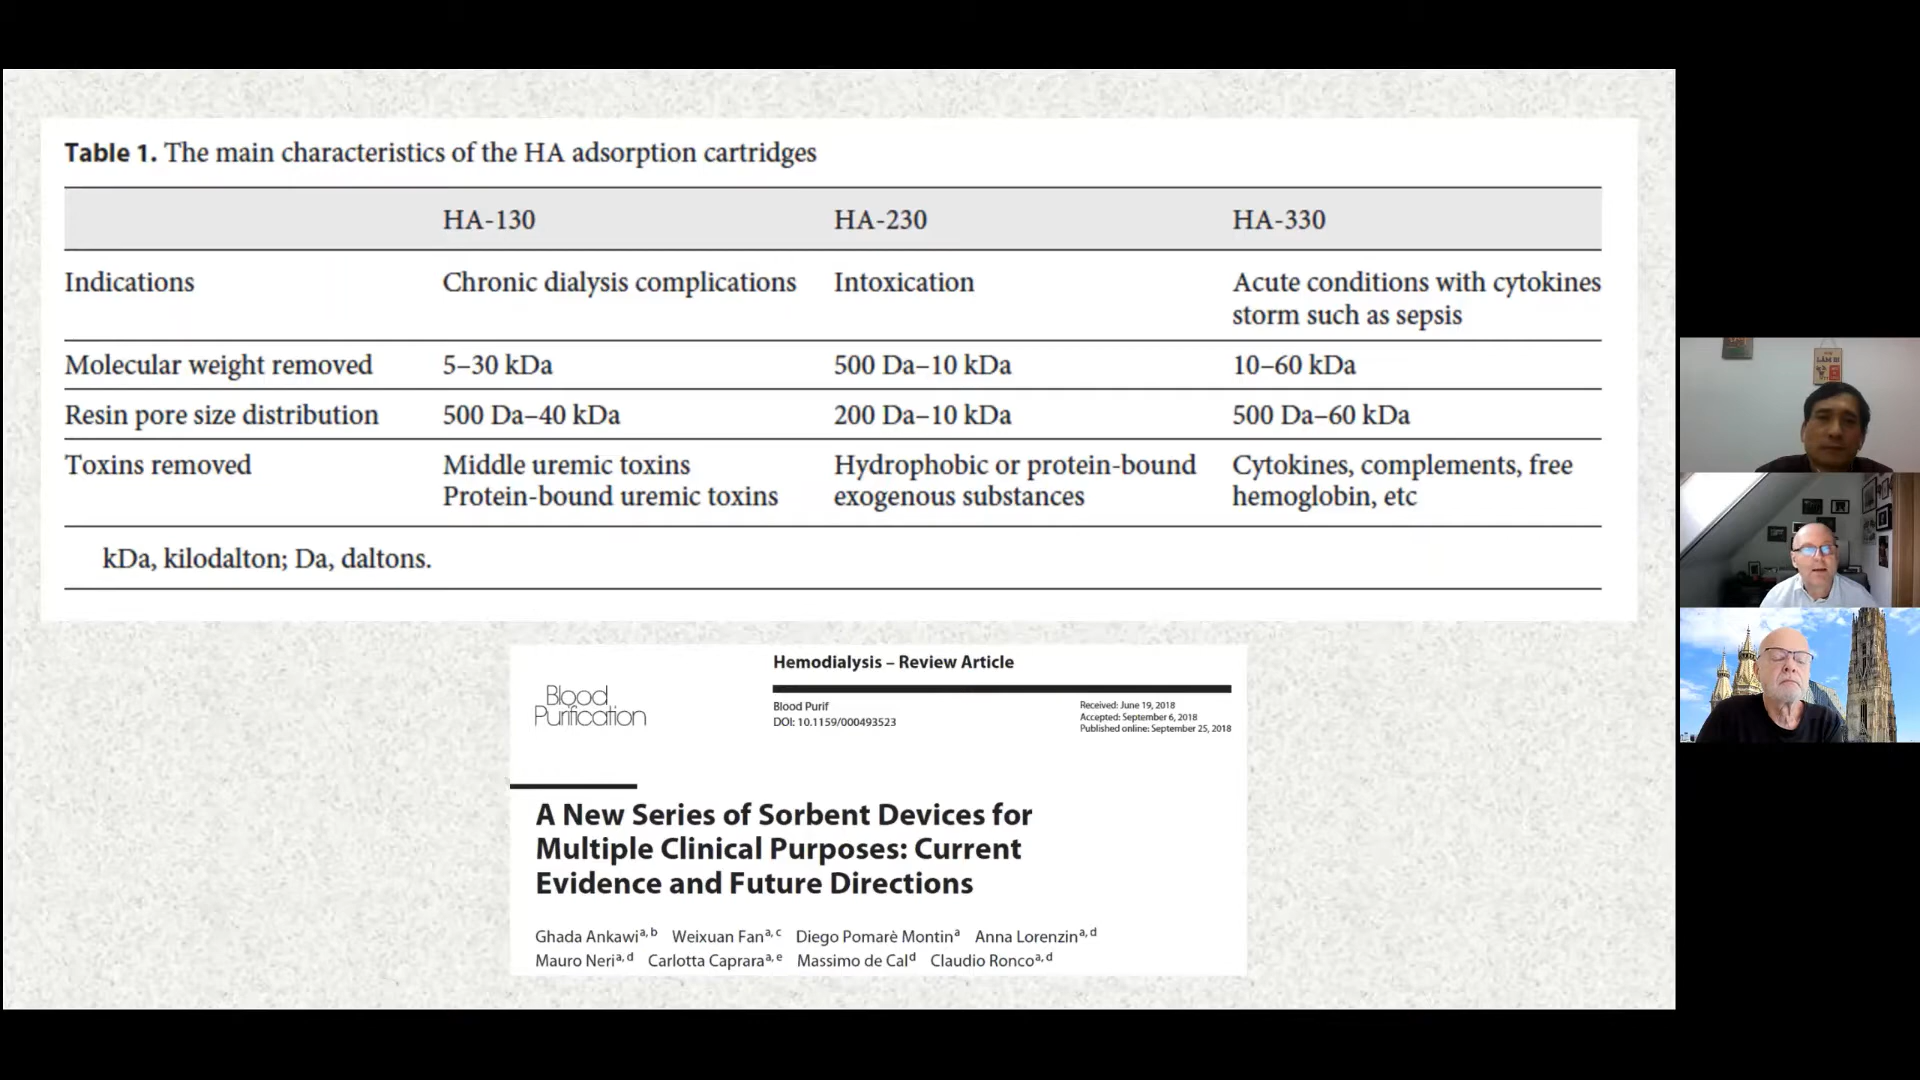 Table 1. The main characteristics of the HA adsorption cartridges
HA-130 HA-230 HA-330
Indications Chronic dialysis complications Intoxication Acute conditions with cytokines
storm such as sepsis
Molecular weight removed 5–30 kDa 500 Da–10 kDa 10–60 kDa
Resin pore size distribution 500 Da–40 kDa 200 Da–10 kDa 500 Da–60 kDa
Toxins removed Middle uremic toxins Hydrophobic or protein-bound Cytokines, complements, free
Protein-bound uremic toxins exogenous substances hemoglobin, etc
kDa, kilodalton; Da, daltons.
Hemodialysis – Review Article
Blood
Purification
Blood Purif
DOI: 10.1159/000493523
Received: June 19, 2018
Accepted: September 6, 2018
Published online: September 25, 2018
A New Series of Sorbent Devices for
Multiple Clinical Purposes: Current
Evidence and Future Directions
Ghada Ankawi a, b Weixuan Fan a, c Diego Pomarè Montin a Anna Lorenzin a, d
Mauro Neri a, d Carlotta Caprara a, e Massimo de Cal d Claudio Ronco a, d